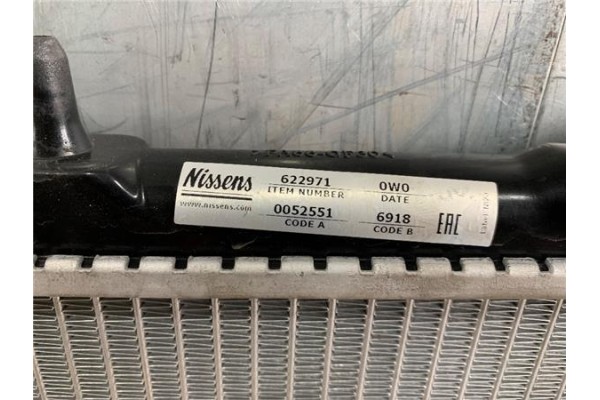 Nissens
www.nissens.com
622971 0W0
ITEM NUMBER DATE
0052551 6918
CODE A CODE B
EAC